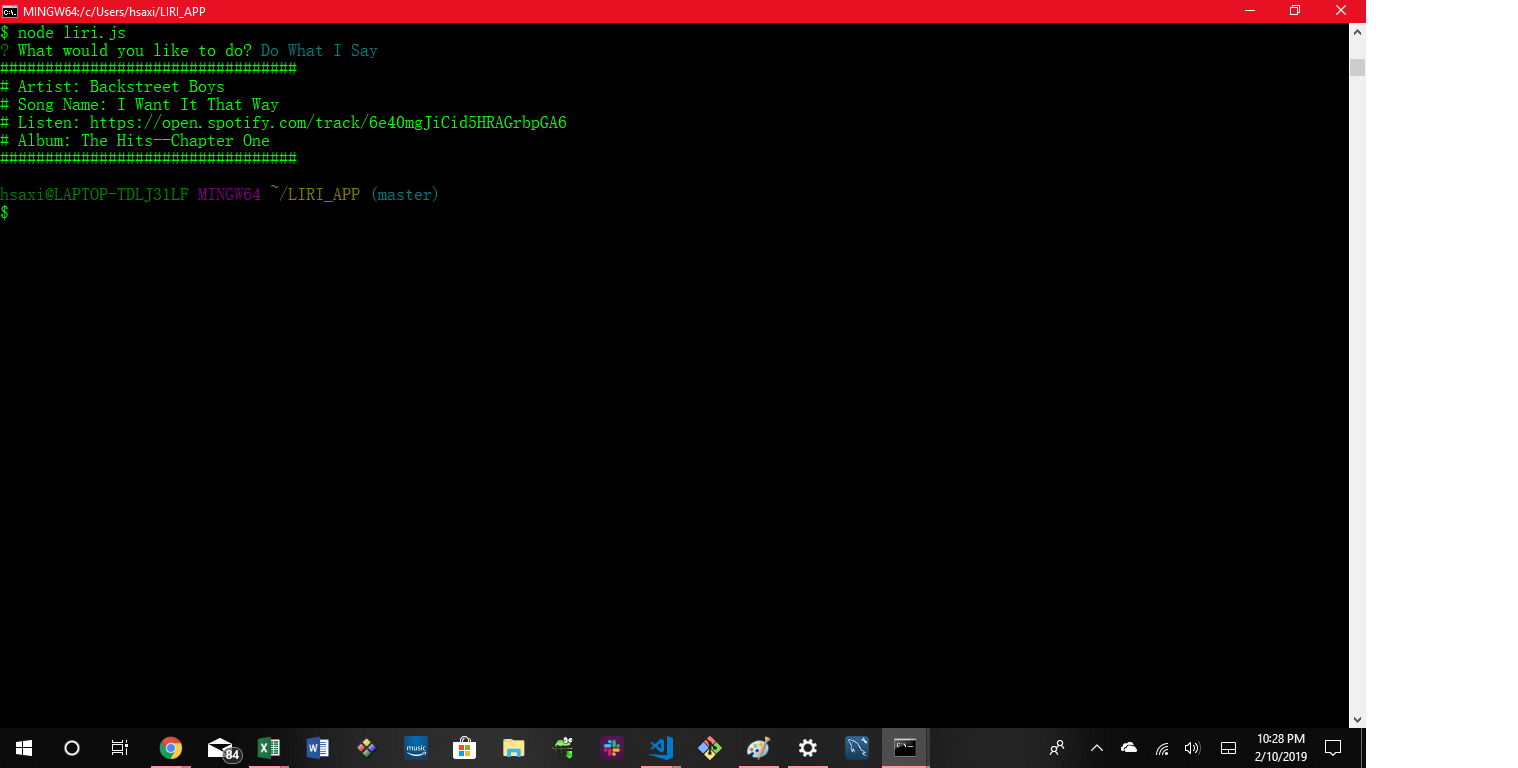 MINGW64:/c/Users/hsaxi/LIRI_APP
$ node liri.js
? What would you like to do? Do What I Say
#################################
# Artist: Backstreet Boys
# Song Name: I Want It That Way
# Listen: https://open.spotify.com/track/6e40mgJiCid5HRAGrbpGA6
# Album: The Hits--Chapter One
#################################
hsaxi@LAPTOP-TDLJ31LF MINGW64 ~/LIRI_APP (master)
$
84
music
10:28 PM
2/10/2019